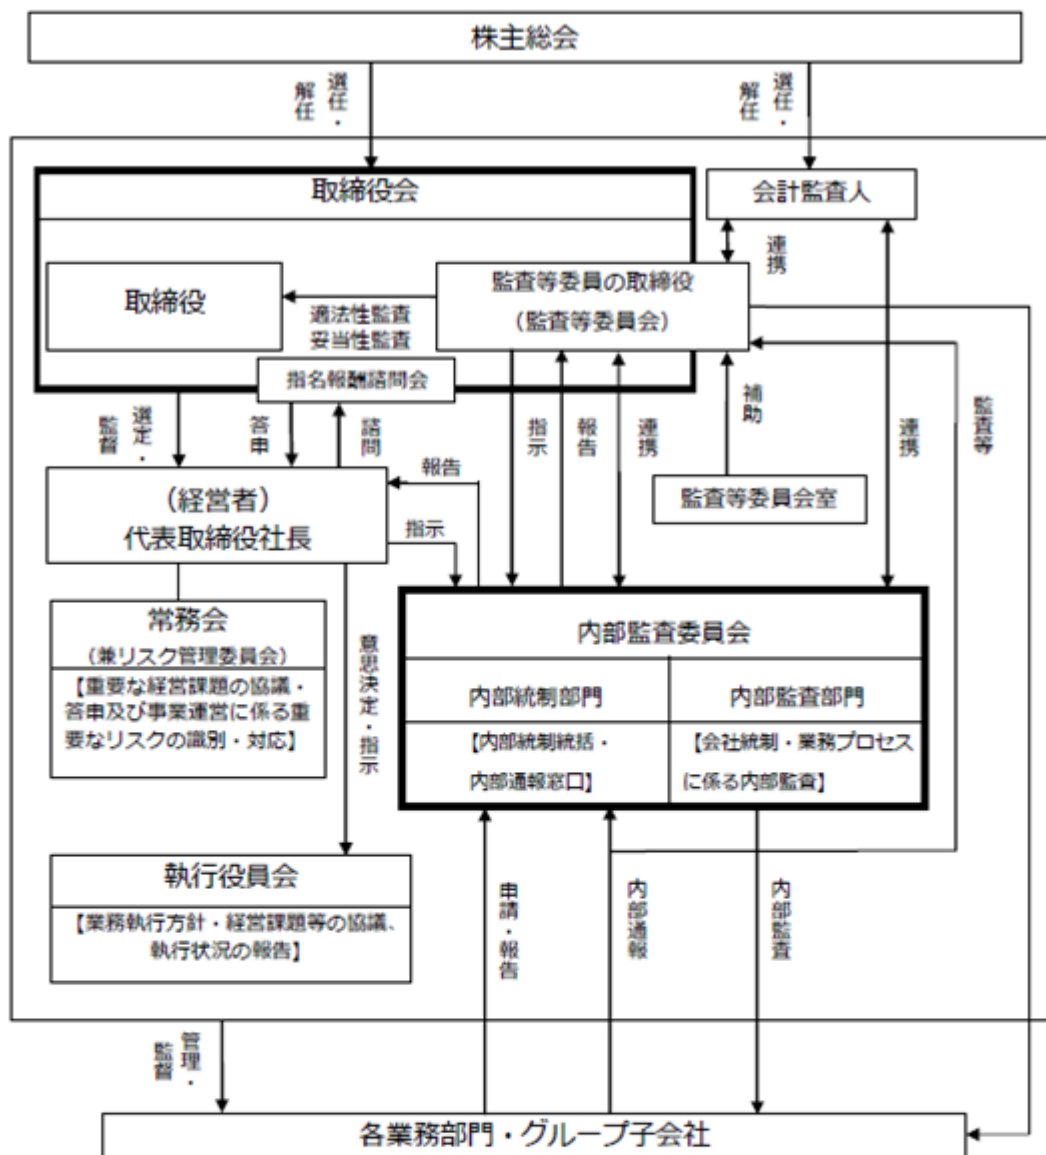 株主総会
選任・
解任
選任・
解任
取締役会
会計監査人
連携
取締役
監査等委員の取締役
（監査等委員会）
適法性監査
妥当性監査
指名報酬諮問会
選定・
監督
答申
諮問
指示
報告
連携
補助
連携
監査等
報告
（経営者）
代表取締役社長
指示
監査等委員会室
常務会
（兼リスク管理委員会）
【重要な経営課題の協議・
答申及び事業運営に係る重
要なリスクの識別・対応】
意思決定・指示
内部監査委員会
内部統制部門
内部監査部門
【内部統制統括・
内部通報窓口】
【会社統制・業務プロセス
に係る内部監査】
執行役員会
【業務執行方針・経営課題等の協議、
執行状況の報告】
申請・報告
内部通報
内部監査
管理・
監督
各業務部門・グループ子会社